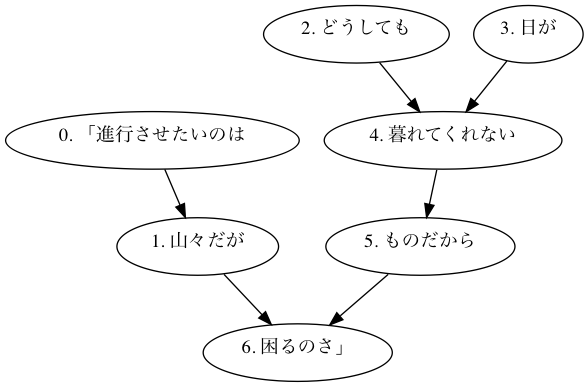 2. どうしても
3. 日が
0. 「進行させたいのは
4. 暮れてくれない
1. 山々だが
5. ものだから
6. 困るのさ」